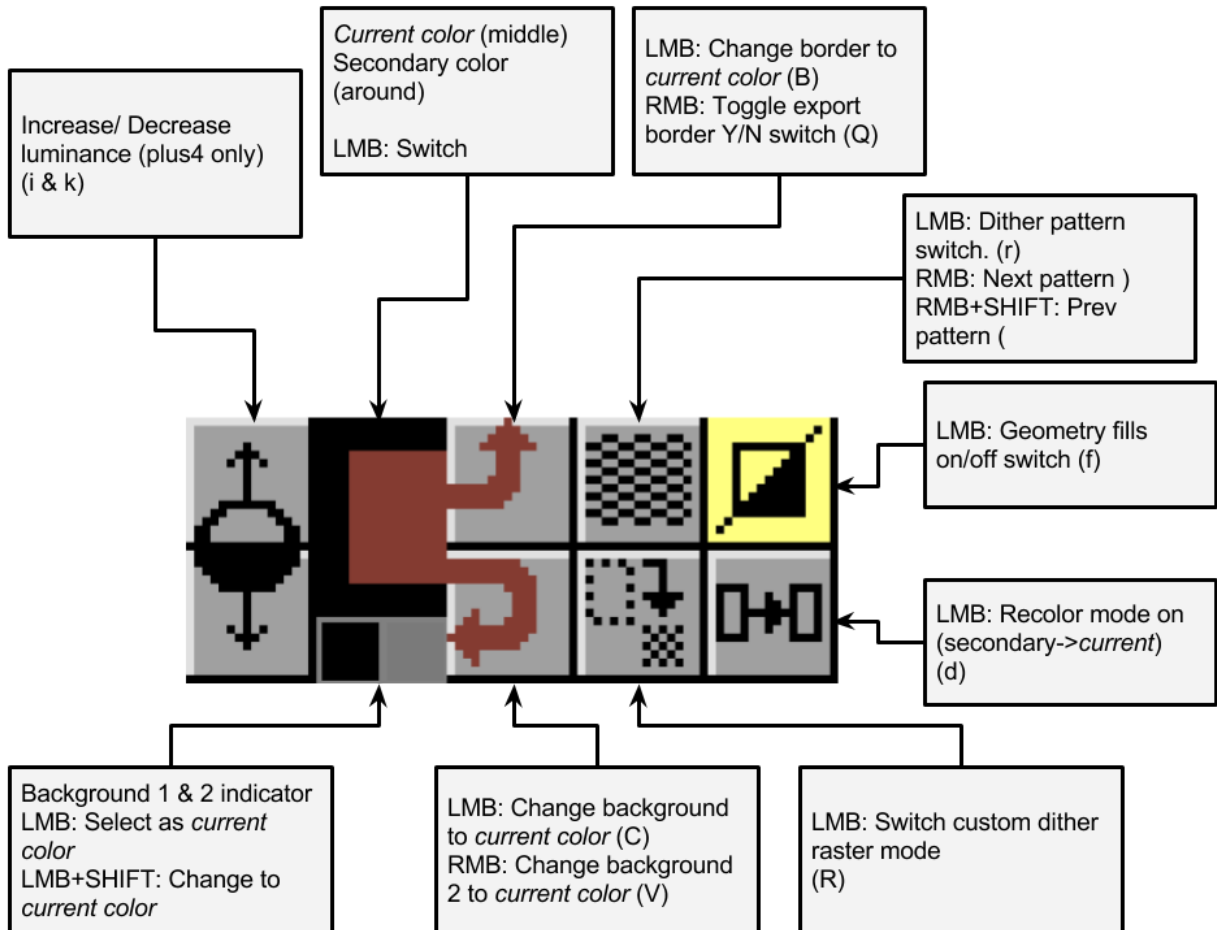 Increase/ Decrease
luminance (plus4 only)
(i & k)
Current color (middle)
Secondary color
(around)
LMB: Switch
LMB: Change border to
current color (B)
RMB: Toggle export
border Y/N switch (Q)
LMB: Dither pattern
switch. (r)
RMB: Next pattern )
RMB+SHIFT: Prev
pattern (
LMB: Geometry fills
on/off switch (f)
LMB: Recolor mode on
(secondary->current)
(d)
Background 1 & 2 indicator
LMB: Select as current
color
LMB+SHIFT: Change to
current color
LMB: Change background
to current color (C)
RMB: Change background
2 to current color (V)
LMB: Switch custom dither
raster mode
(R)